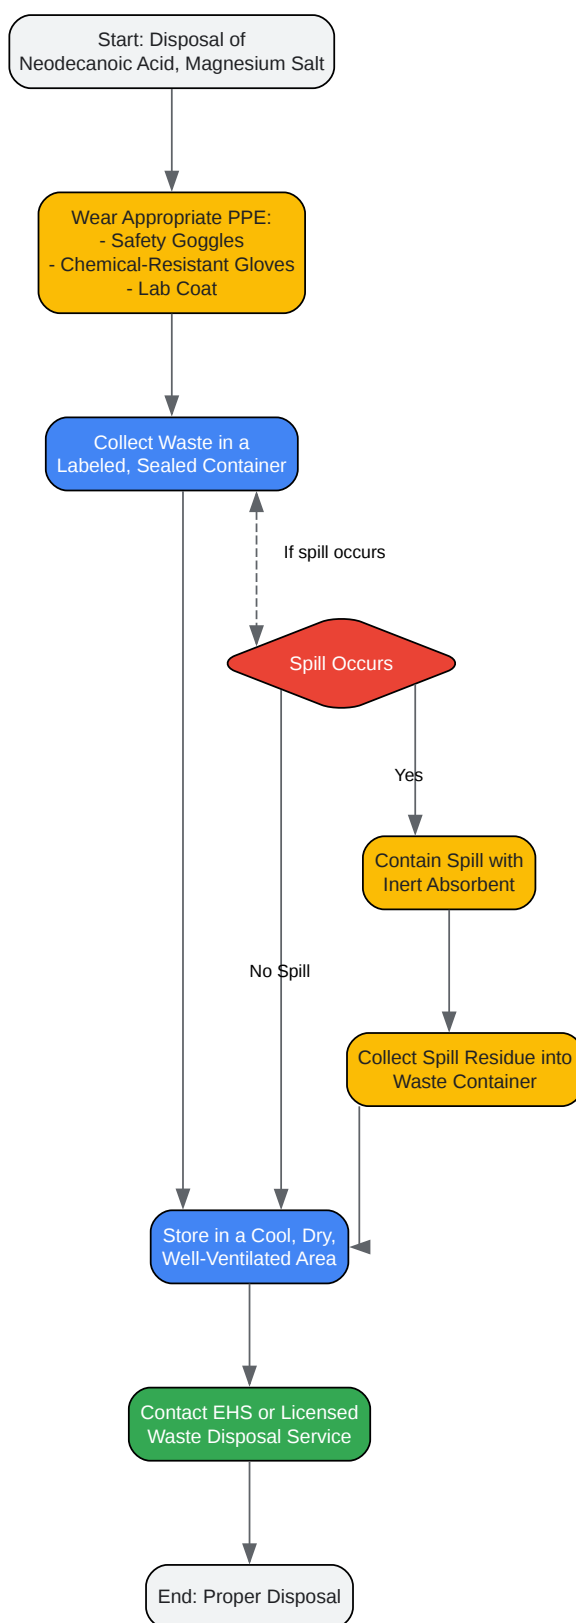 Start: Disposal of
Neodecanoic Acid, Magnesium Salt
Wear Appropriate PPE:
- Safety Goggles
- Chemical-Resistant Gloves
- Lab Coat
Collect Waste in a
Labeled, Sealed Container
If spill occurs
Spill Occurs
Yes
Contain Spill with
Inert Absorbent
No Spill
Collect Spill Residue into
Waste Container
Store in a Cool, Dry,
Well-Ventilated Area
Contact EHS or Licensed
Waste Disposal Service
End: Proper Disposal